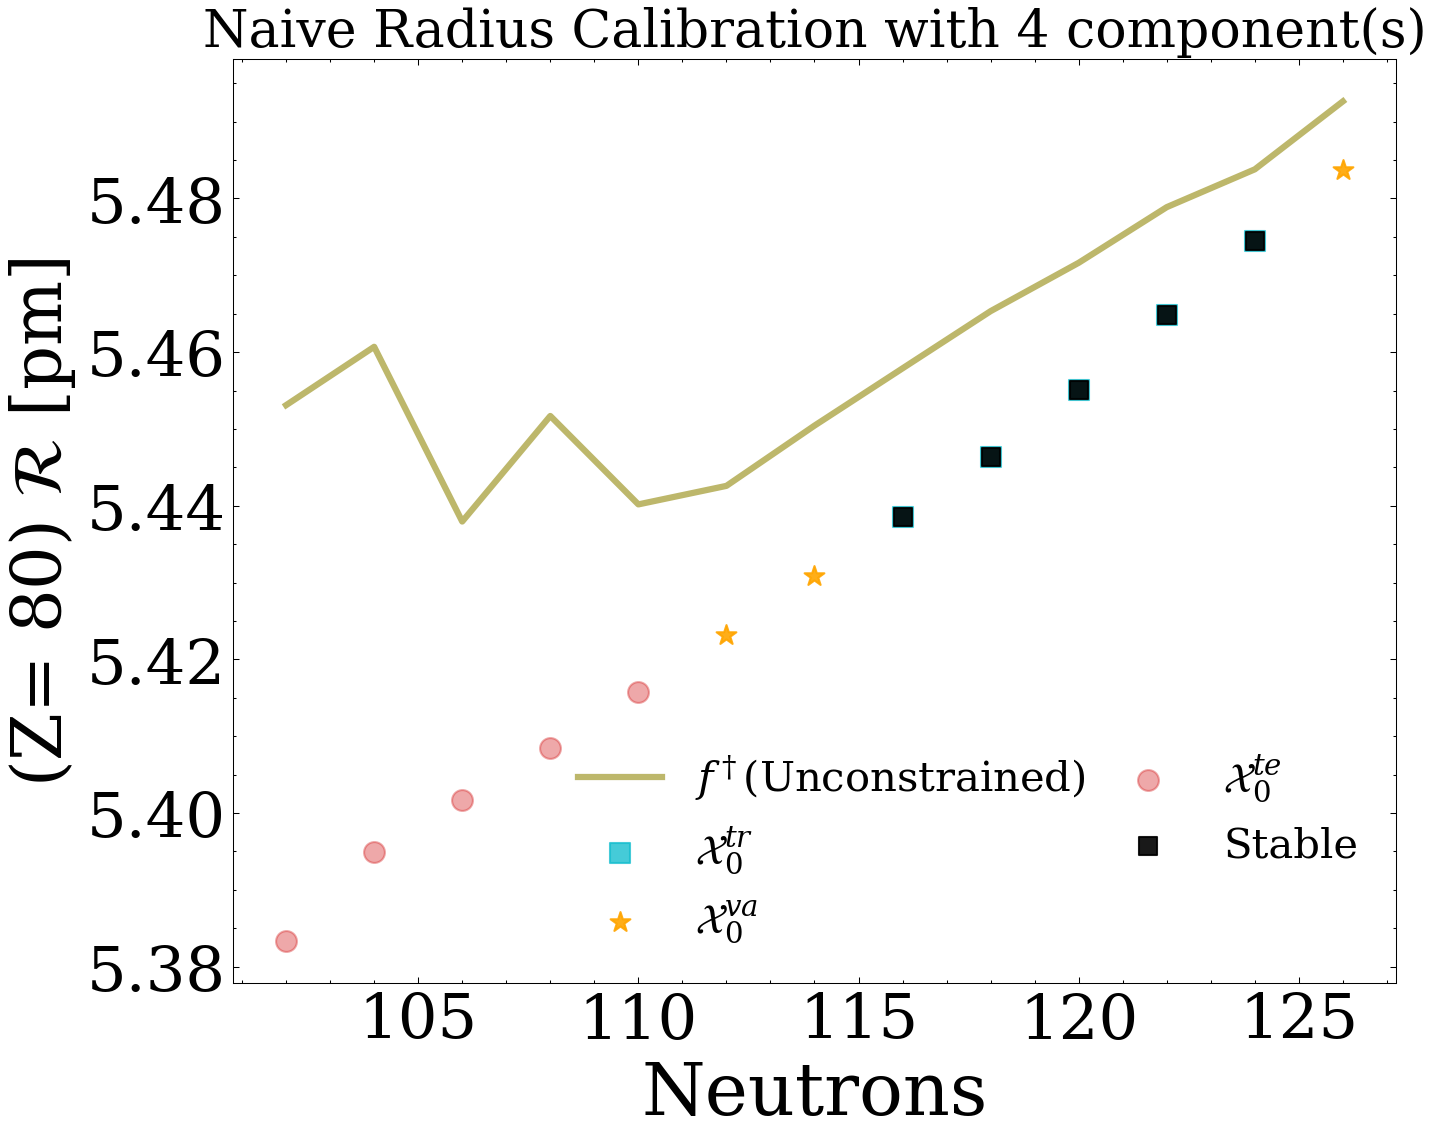 Naive Radius Calibration with 4 component(s)
(Z= 80) ℛ [pm]
5.48
5.46
5.44
5.42
5.40
5.38
f†(Unconstrained)
𝒳₀ᵗʳ
𝒳₀ᵛᵃ
𝒳₀ᵗᵉ
Stable
105 110 115 120 125
Neutrons